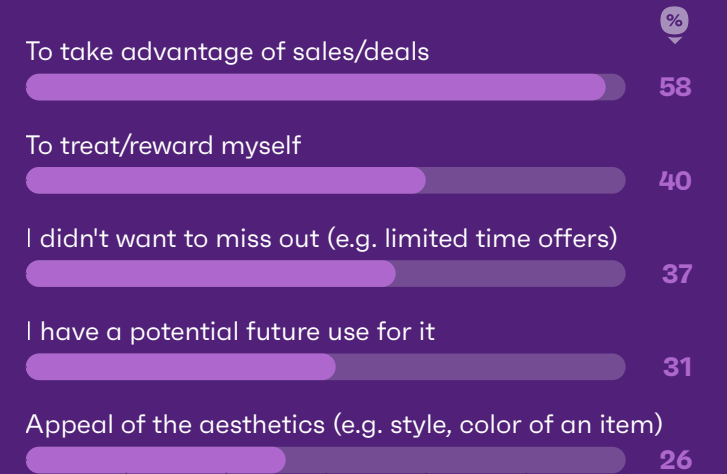 %
To take advantage of sales/deals
58
To treat/reward myself
40
I didn't want to miss out (e.g. limited time offers)
37
I have a potential future use for it
31
Appeal of the aesthetics (e.g. style, color of an item)
26